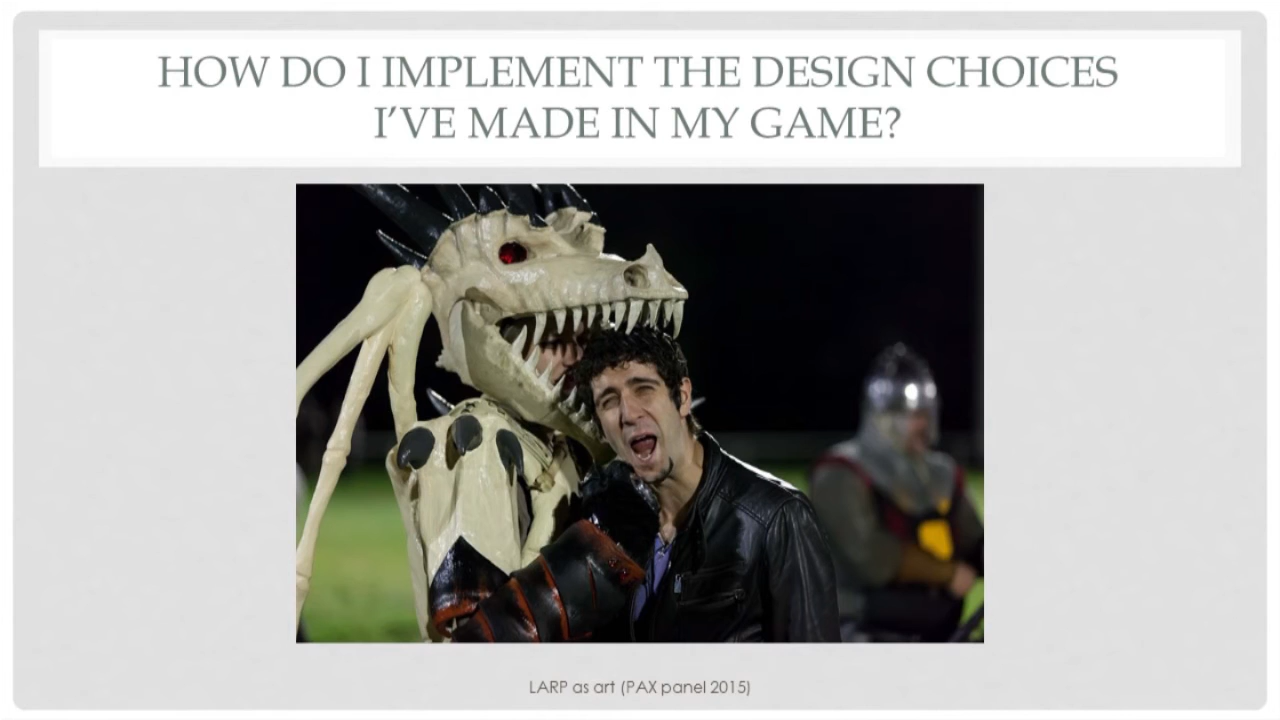 HOW DO I IMPLEMENT THE DESIGN CHOICES
I'VE MADE IN MY GAME?
LARP as art (PAX panel 2015)